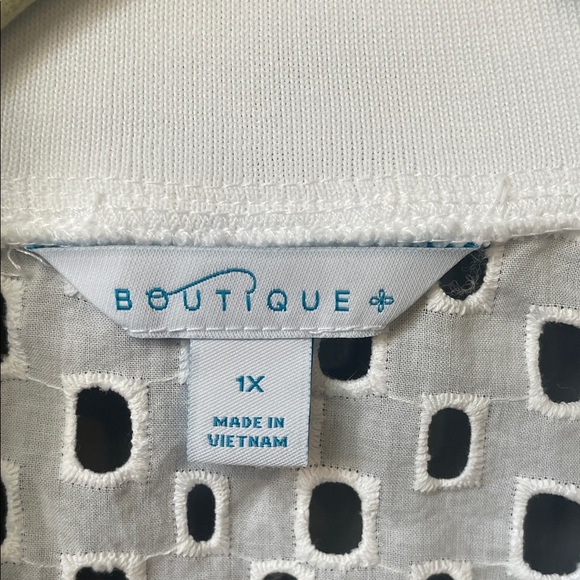 BOUTIQUE +
1X
MADE IN
VIETNAM